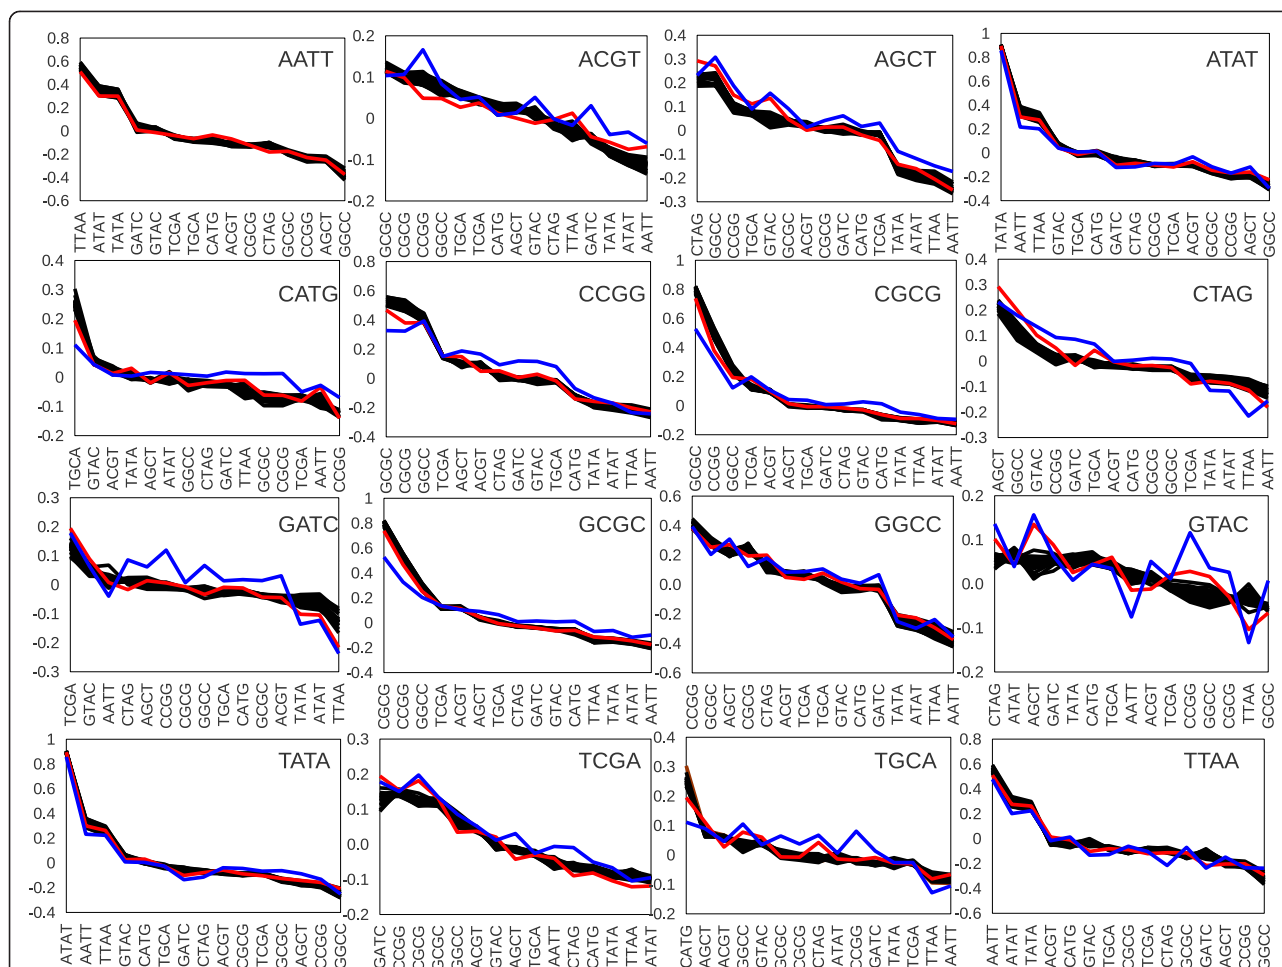 AATT
0.8
0.6
0.4
0.2
0
-0.2
-0.4
-0.6
TTAA
ATAT
TATA
GATC
GTAC
TCGA
TGCA
CATG
ACGT
CGCG
CTAG
GCGC
CCGG
AGCT
GGCC
ACGT
0.2
0.1
0
-0.1
-0.2
GCGC
CGCG
CCGG
GGCC
TGCA
TCGA
CATG
AGCT
GTAC
CTAG
TTAA
GATC
TATA
ATAT
AATT
AGCT
0.4
0.3
0.2
0.1
0
-0.1
-0.2
-0.3
CTAG
GGCC
CCGG
TGCA
GTAC
GCGC
ACGT
CGCG
GATC
CATG
TCGA
TATA
ATAT
TTAA
AATT
ATAT
1
0.8
0.6
0.4
0.2
0
-0.2
-0.4
TATA
AATT
TTAA
GTAC
TGCA
CATG
GATC
CTAG
CGCG
TCGA
ACGT
GCGC
CCGG
AGCT
GGCC
CATG
0.4
0.3
0.2
0.1
0
-0.1
-0.2
TGCA
GTAC
ACGT
TATA
AGCT
ATAT
GGCC
CTAG
GATC
TTAA
GCGC
CGCG
TCGA
AATT
CCGG
CCGG
0.8
0.6
0.4
0.2
0
-0.2
-0.4
GCGC
CGCG
GGCC
TCGA
AGCT
ACGT
CTAG
GATC
GTAC
TGCA
CATG
TATA
ATAT
TTAA
AATT
CGCG
1
0.8
0.6
0.4
0.2
0
-0.2
GCGC
CCGG
GGCC
TCGA
ACGT
AGCT
TGCA
GATC
CTAG
GTAC
CATG
TATA
TTAA
ATAT
AATT
CTAG
0.4
0.3
0.2
0.1
0
-0.1
-0.2
-0.3
AGCT
GGCC
GTAC
CCGG
GATC
TGCA
ACGT
CATG
CGCG
GCGC
TCGA
TATA
ATAT
TTAA
AATT
GATC
0.3
0.2
0.1
0
-0.1
-0.2
-0.3
TCGA
GTAC
AATT
CTAG
AGCT
CCGG
CGCG
GGCC
TGCA
CATG
GCGC
ACGT
TATA
ATAT
TTAA
GCGC
1
0.8
0.6
0.4
0.2
0
-0.2
-0.4
CGCG
CCGG
GGCC
TCGA
ACGT
AGCT
TGCA
CTAG
GATC
GTAC
CATG
TTAA
TATA
ATAT
AATT
GGCC
0.6
0.4
0.2
0.0
-0.2
-0.4
-0.6
CCGG
GCGC
AGCT
CGCG
CTAG
ACGT
TCGA
TGCA
GTAC
CATG
GATC
TATA
ATAT
TTAA
AATT
GTAC
0.2
0.1
0.0
-0.1
-0.2
CTAG
ATAT
AGCT
GATC
TATA
CATG
TGCA
AATT
ACGT
TCGA
CCGG
GGCC
CGCG
TTAA
GCGC
TATA
1
0.8
0.6
0.4
0.2
0
-0.2
-0.4
ATAT
AATT
TTAA
GTAC
CATG
TGCA
GATC
CTAG
ACGT
CGCG
TCGA
GCGC
AGCT
CCGG
GGCC
TCGA
0.3
0.2
0.1
0.0
-0.1
-0.2
GATC
CCGG
CGCG
GCGC
GGCC
ACGT
GTAC
AGCT
TGCA
AATT
CTAG
CATG
TATA
TTAA
ATAT
TGCA
0.4
0.3
0.2
0.1
0
-0.1
-0.2
CATG
AGCT
ACGT
GGCC
GTAC
GCGC
CCGG
CTAG
ATAT
CGCG
GATC
TATA
TCGA
TTAA
AATT
TTAA
0.8
0.6
0.4
0.2
0
-0.2
-0.4
-0.6
AATT
ATAT
TATA
ACGT
CATG
GTAC
TGCA
CGCG
TCGA
CTAG
GCGC
GATC
AGCT
CCGG
GGCC